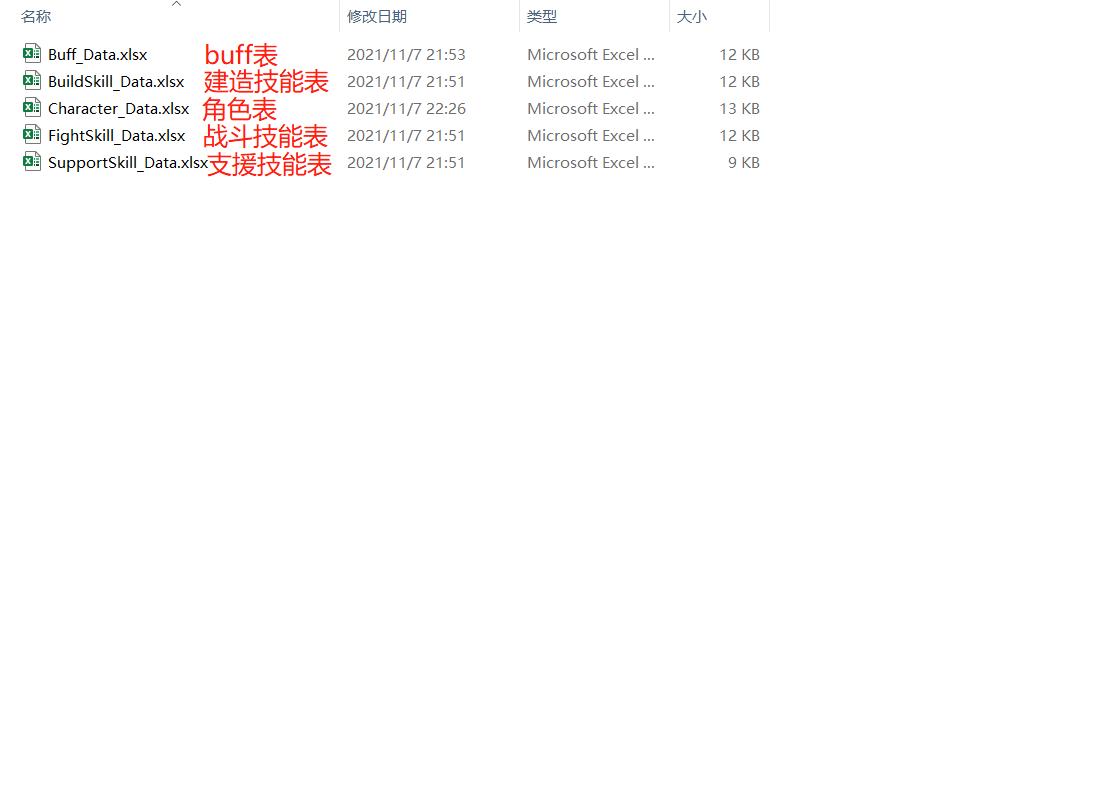 名称 修改日期 类型 大小
Buff_Data.xlsx buff表 2021/11/7 21:53 Microsoft Excel ... 12 KB
BuildSkill_Data.xlsx 建造技能表 2021/11/7 21:51 Microsoft Excel ... 12 KB
Character_Data.xlsx 角色表 2021/11/7 22:26 Microsoft Excel ... 13 KB
FightSkill_Data.xlsx 战斗技能表 2021/11/7 21:51 Microsoft Excel ... 12 KB
SupportSkill_Data.xlsx 支援技能表 2021/11/7 21:51 Microsoft Excel ... 9 KB